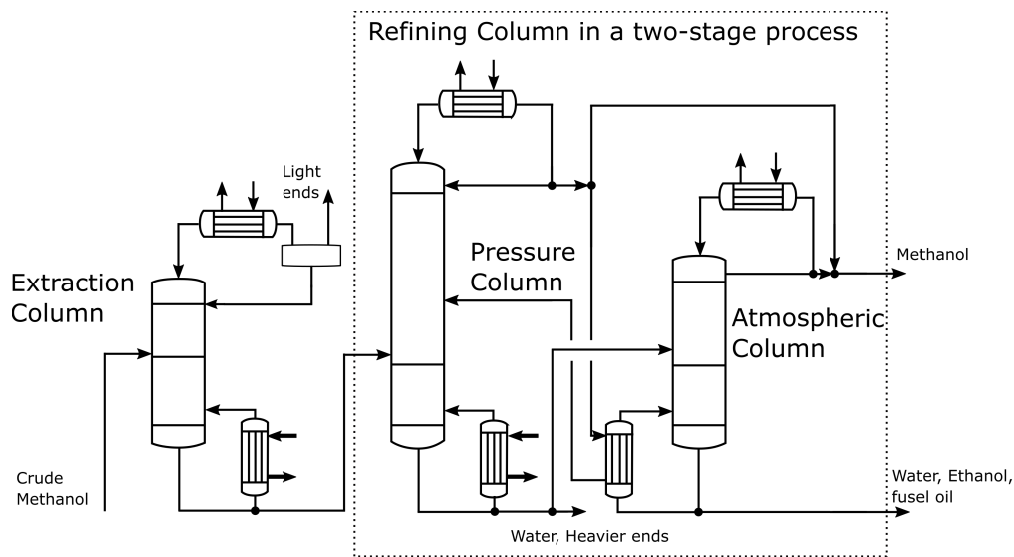 Refining Column in a two-stage process
Light
ends
Extraction
Column
Pressure
Column
Methanol
Atmospheric
Column
Crude
Methanol
Water, Ethanol,
fusel oil
Water, Heavier ends